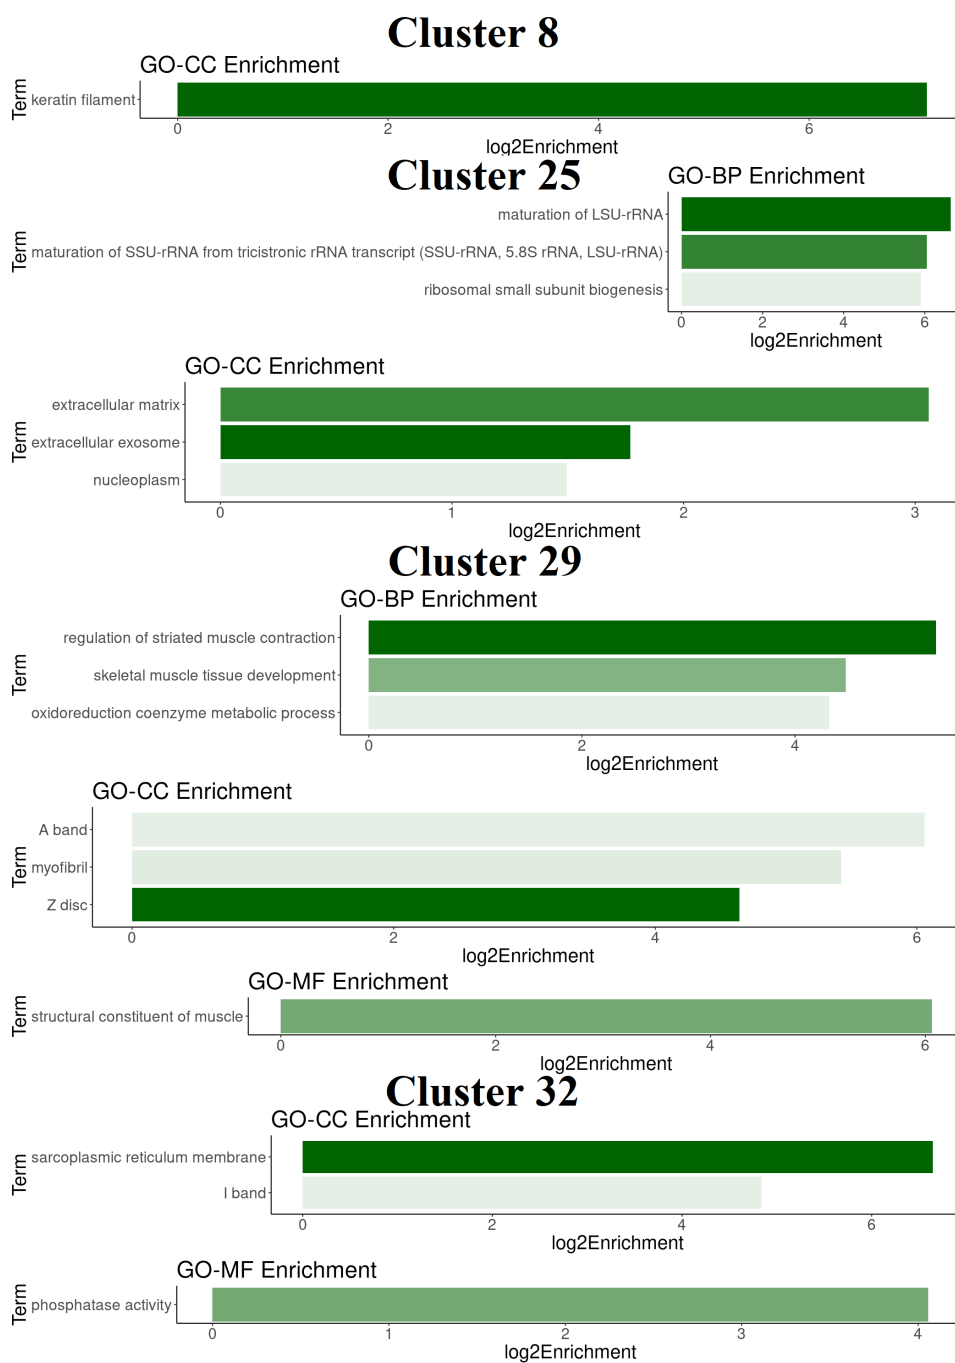 Cluster 8
GO-CC Enrichment
Term
keratin filament
0 2 4 6
log2Enrichment
Cluster 25
GO-BP Enrichment
Term
maturation of LSU-rRNA
maturation of SSU-rRNA from tricistronic rRNA transcript (SSU-rRNA, 5.8S rRNA, LSU-rRNA)
ribosomal small subunit biogenesis
0 2 4 6
log2Enrichment
GO-CC Enrichment
Term
extracellular matrix
extracellular exosome
nucleoplasm
0 1 2 3
log2Enrichment
Cluster 29
GO-BP Enrichment
Term
regulation of striated muscle contraction
skeletal muscle tissue development
oxidoreduction coenzyme metabolic process
0 2 4
log2Enrichment
GO-CC Enrichment
Term
A band
myofibril
Z disc
0 2 4 6
log2Enrichment
GO-MF Enrichment
Term
structural constituent of muscle
0 2 4 6
log2Enrichment
Cluster 32
GO-CC Enrichment
Term
sarcoplasmic reticulum membrane
I band
0 2 4 6
log2Enrichment
GO-MF Enrichment
Term
phosphatase activity
0 1 2 3 4
log2Enrichment